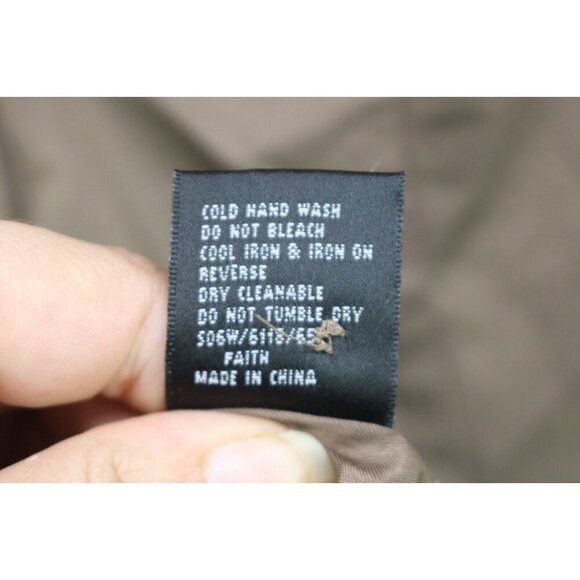 COLD HAND WASH
DO NOT BLEACH
COOL IRON & IRON ON
REVERSE
DRY CLEANABLE
DO NOT TUMBLE DRY
FAITH
MADE IN CHINA